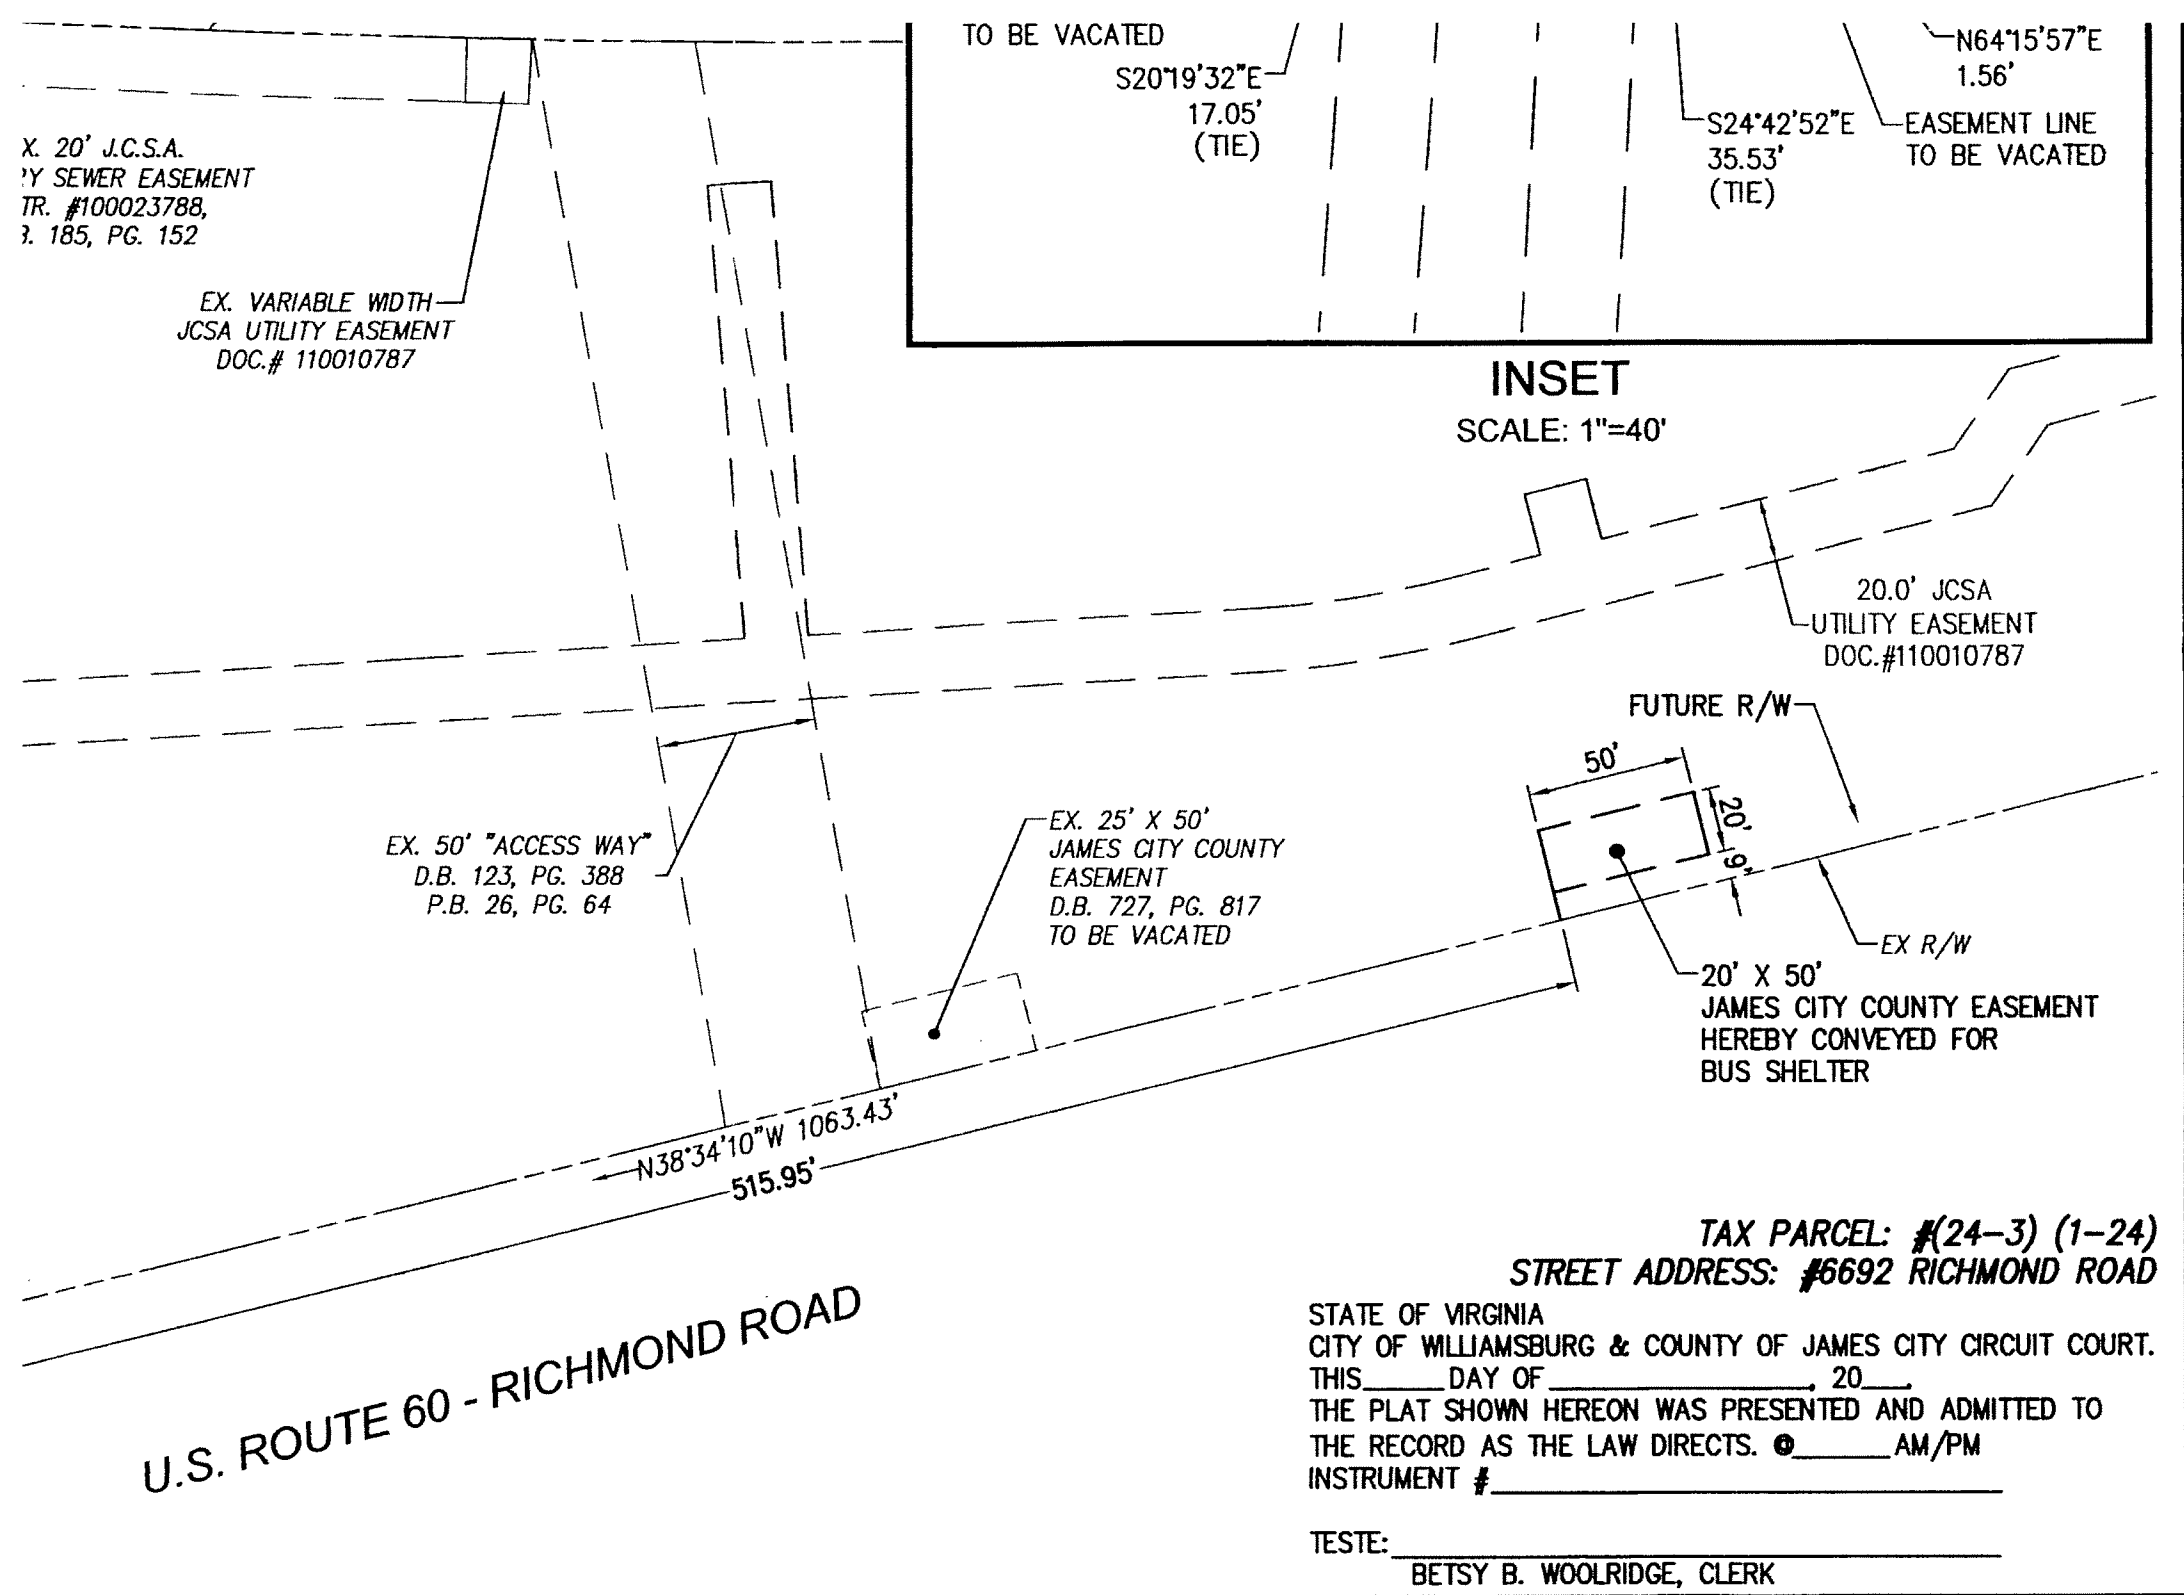 TO BE VACATED
S20°19'32"E
17.05'
(TIE)
S24°42'52"E
35.53'
(TIE)
N64°15'57"E
1.56'
EASEMENT LINE
TO BE VACATED
X. 20' J.C.S.A.
SEWER EASEMENT
TR. #100023788,
185, PG. 152
EX. VARIABLE WIDTH
JCSA UTILITY EASEMENT
DOC.# 110010787
INSET
SCALE: 1"=40'
20.0' JCSA
UTILITY EASEMENT
DOC.#110010787
FUTURE R/W
50'
20'
9'
EX. 50' "ACCESS WAY"
D.B. 123, PG. 388
P.B. 26, PG. 64
EX. 25' X 50'
JAMES CITY COUNTY
EASEMENT
D.B. 727, PG. 817
TO BE VACATED
EX R/W
20' X 50'
JAMES CITY COUNTY EASEMENT
HEREBY CONVEYED FOR
BUS SHELTER
N38°34'10"W 1063.43'
515.95'
U.S. ROUTE 60 - RICHMOND ROAD
TAX PARCEL: #(24-3) (1-24)
STREET ADDRESS: #6692 RICHMOND ROAD
STATE OF VIRGINIA
CITY OF WILLIAMSBURG & COUNTY OF JAMES CITY CIRCUIT COURT.
THIS_____DAY OF________________, 20___.
THE PLAT SHOWN HEREON WAS PRESENTED AND ADMITTED TO
THE RECORD AS THE LAW DIRECTS. @______AM/PM
INSTRUMENT #______________________________
TESTE:____________________________________
BETSY B. WOOLRIDGE, CLERK